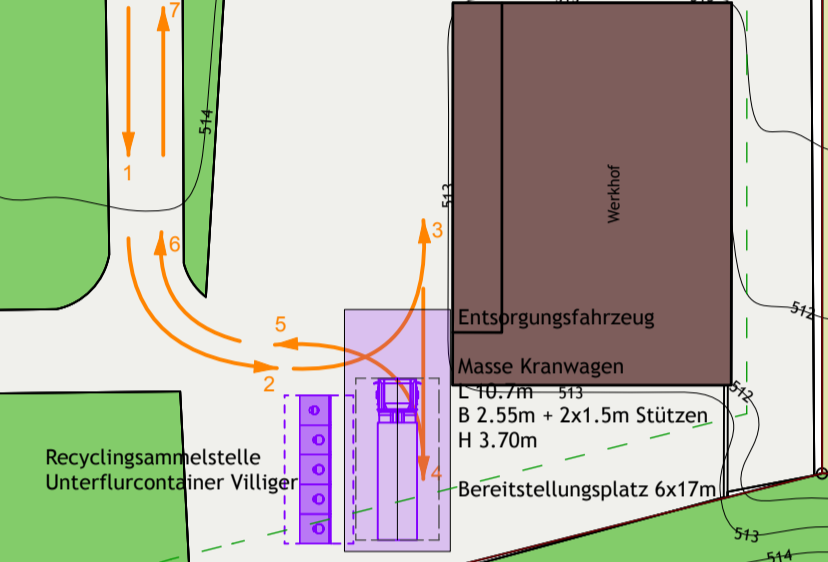 7
514
1
Werkhof
513
3
6
5
2
Entsorgungsfahrzeug
512
Masse Kranwagen
L 10.7m
513
512
B 2.55m + 2x1.5m Stützen
H 3.70m
Recyclingsammelstelle
Unterflurcontainer Villiger
4
Bereitstellungsplatz 6x17m
513
514